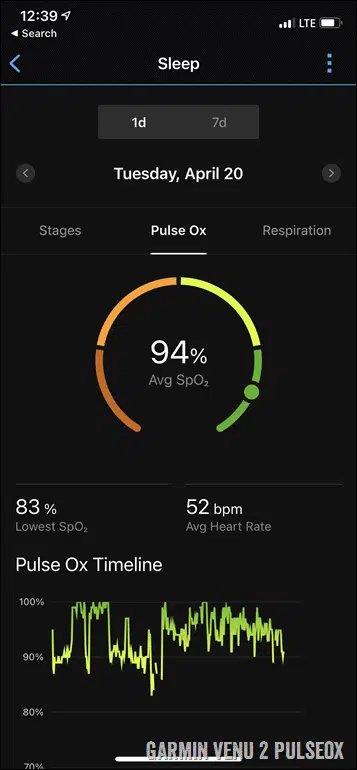 12:39
LTE
◀ Search
Sleep
1d 7d
Tuesday, April 20
Stages Pulse Ox Respiration
94%
Avg SpO₂
83 % 52 bpm
Lowest SpO₂ Avg Heart Rate
Pulse Ox Timeline
100%
90%
80%
70%
GARMIN VENU 2 PULSEOX